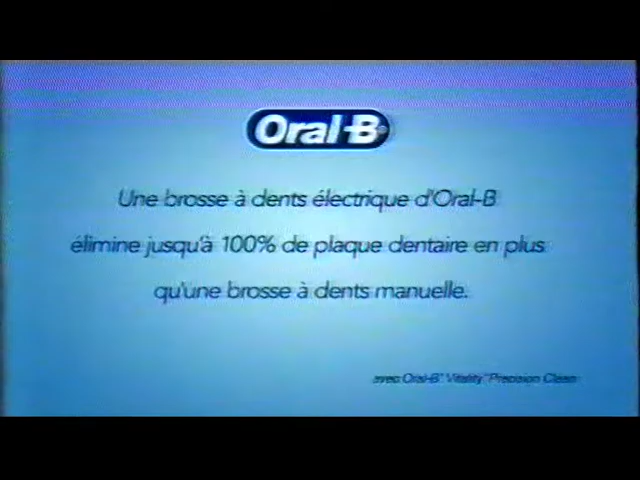 Oral-B
Une brosse à dents électrique d'Oral-B
élimine jusqu'à 100% de plaque dentaire en plus
qu'une brosse à dents manuelle.
avec Oral-B® Vitality™ Precision Clean